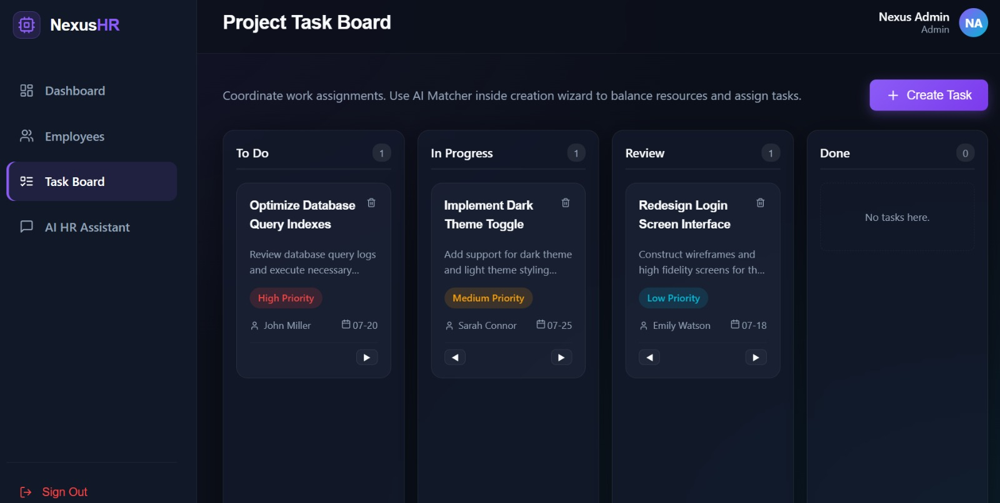 NexusHR
Dashboard
Employees
Task Board
AI HR Assistant
Sign Out
Project Task Board
Nexus Admin
Admin
NA
Coordinate work assignments. Use AI Matcher inside creation wizard to balance resources and assign tasks.
Create Task
To Do 1
Optimize Database
Query Indexes
Review database query logs
and execute necessary...
High Priority
John Miller 07-20
In Progress 1
Implement Dark
Theme Toggle
Add support for dark theme
and light theme styling...
Medium Priority
Sarah Connor 07-25
Review 1
Redesign Login
Screen Interface
Construct wireframes and
high fidelity screens for th...
Low Priority
Emily Watson 07-18
Done 0
No tasks here.